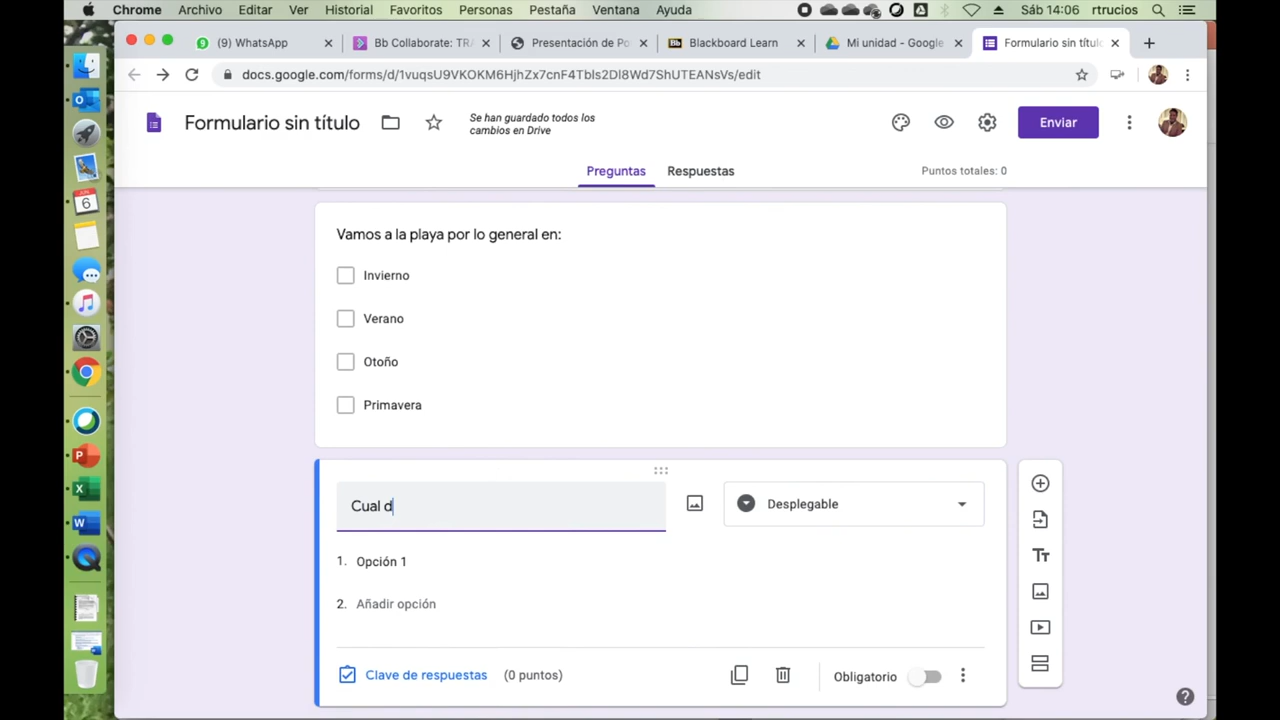 Chrome Archivo Editar Ver Historial Favoritos Personas Pestaña Ventana Ayuda Sáb 14:06 rtrucios
(9) WhatsApp Bb Collaborate: TRA Presentación de Po Blackboard Learn Mi unidad - Google Formulario sin títulc
docs.google.com/forms/d/1vuqsU9VKOKM6HjhZx7cnF4Tbls2Dl8Wd7ShUTEANsVs/edit
Formulario sin título
Se han guardado todos los
cambios en Drive
Enviar
Preguntas Respuestas Puntos totales: 0
Vamos a la playa por lo general en:
Invierno
Verano
Otoño
Primavera
Cual d
Desplegable
1. Opción 1
2. Añadir opción
Clave de respuestas (0 puntos) Obligatorio